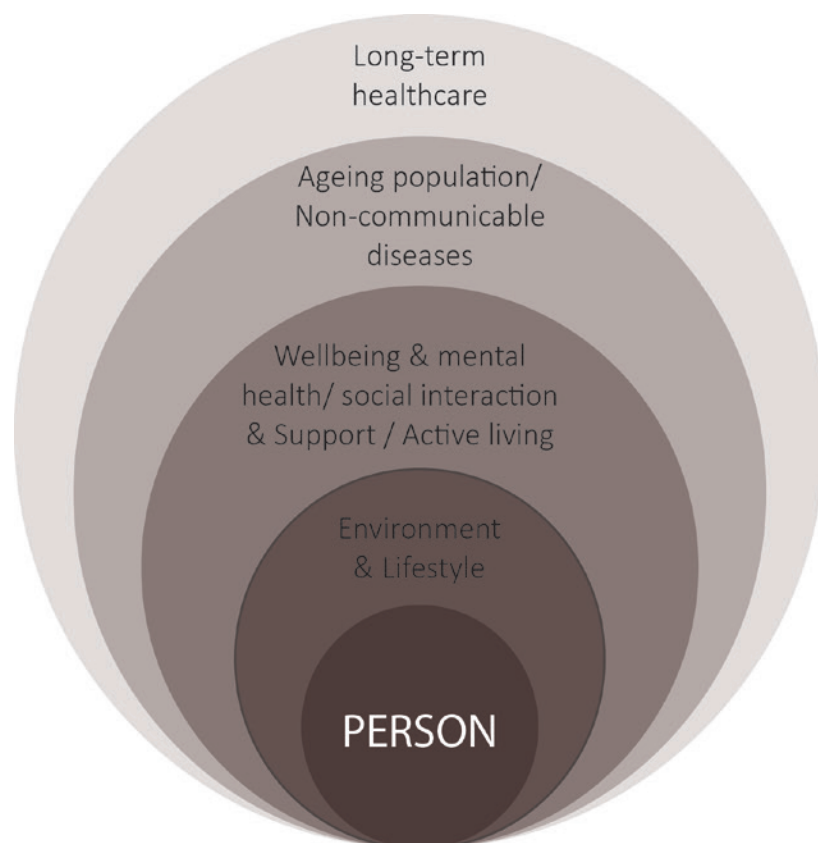 Long-term
healthcare
Ageing population/
Non-communicable
diseases
Wellbeing & mental
health/ social interaction
& Support / Active living
Environment
& Lifestyle
PERSON